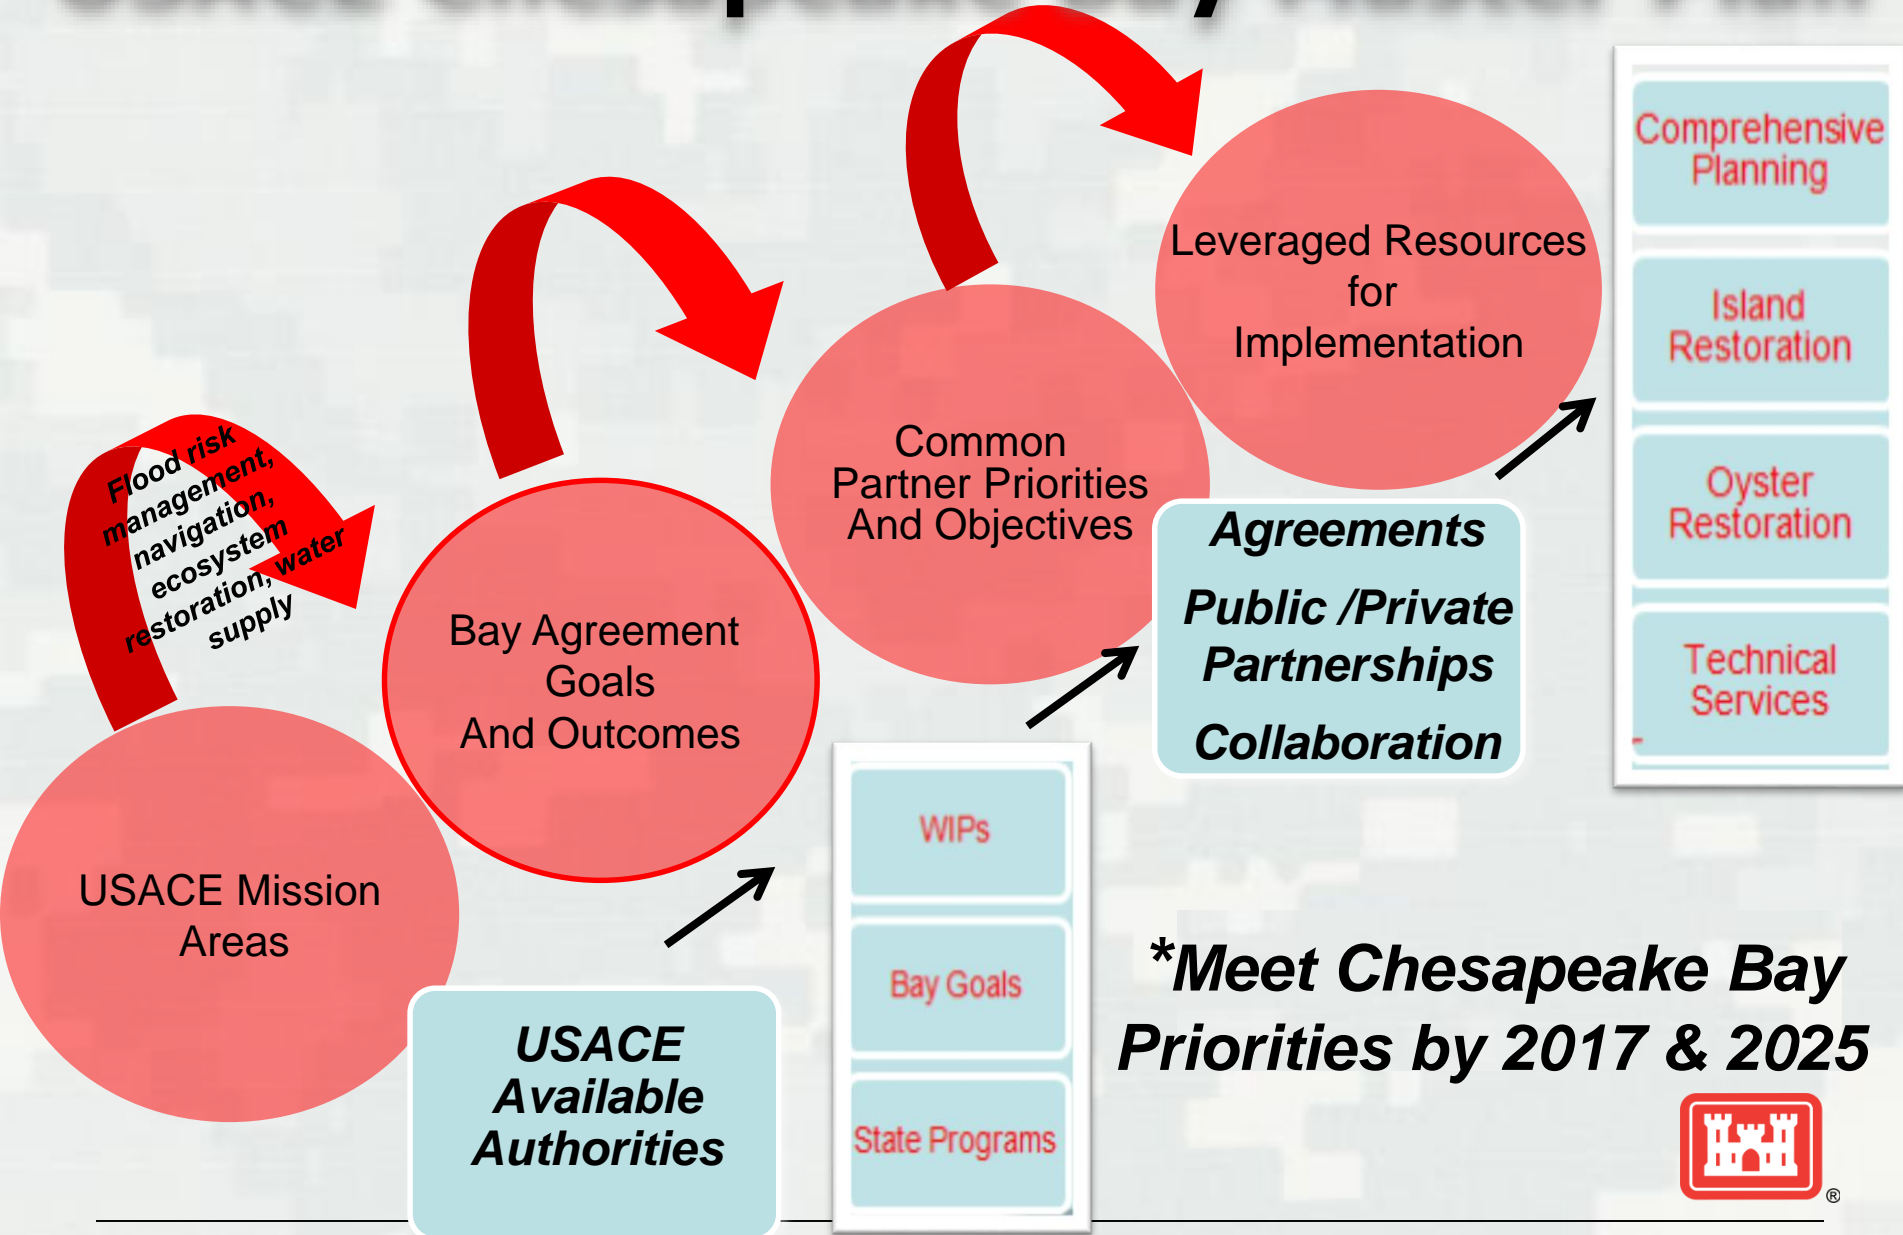 Flood risk
management,
navigation,
ecosystem
restoration, water
supply
USACE Mission
Areas
Bay Agreement
Goals
And Outcomes
Common
Partner Priorities
And Objectives
Leveraged Resources
for
Implementation
USACE
Available
Authorities
WIPs
Bay Goals
State Programs
Agreements
Public /Private
Partnerships
Collaboration
Comprehensive
Planning
Island
Restoration
Oyster
Restoration
Technical
Services
*Meet Chesapeake Bay
Priorities by 2017 & 2025
®